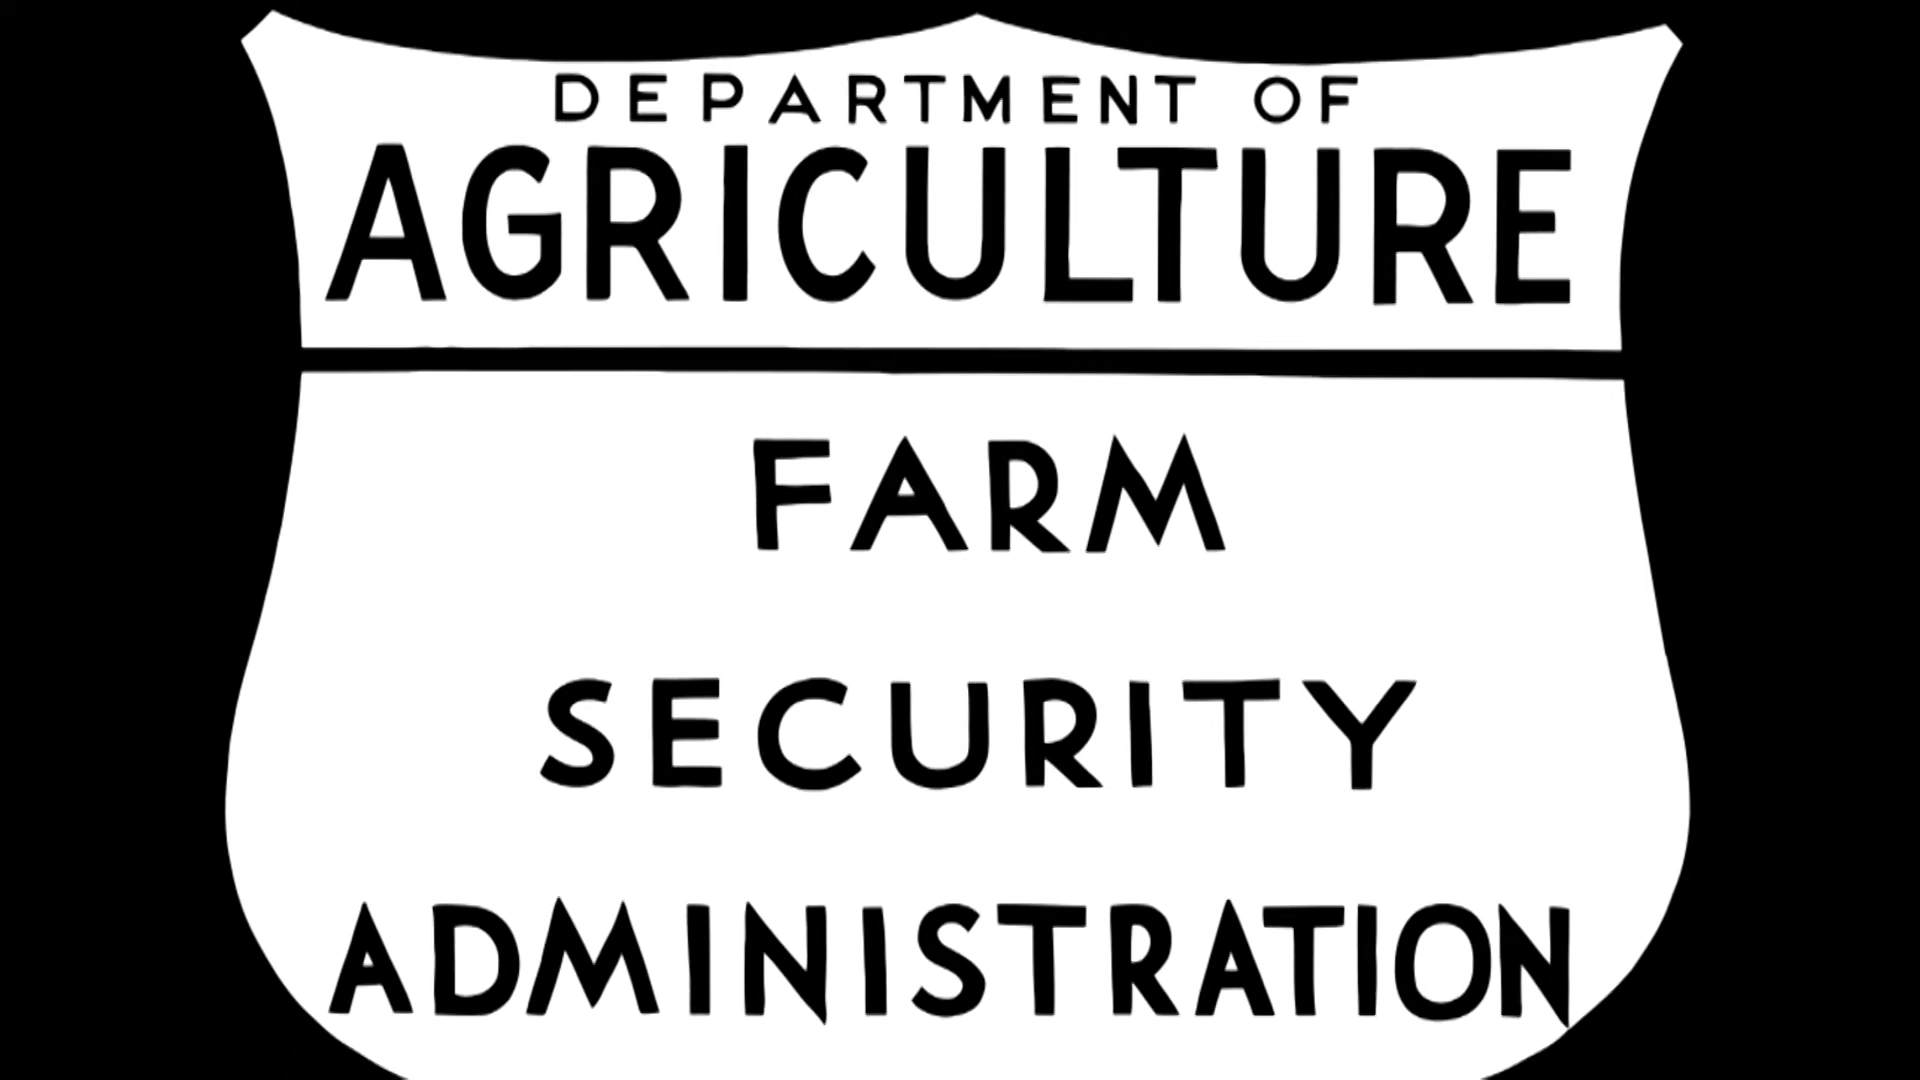 DEPARTMENT OF
AGRICULTURE
FARM
SECURITY
ADMINISTRATION